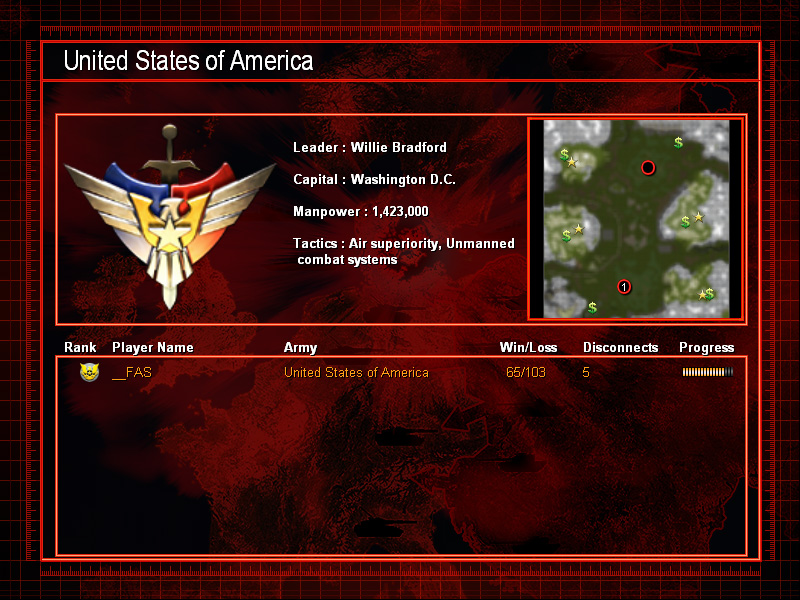 United States of America
Leader : Willie Bradford
Capital : Washington D.C.
Manpower : 1,423,000
Tactics : Air superiority, Unmanned
combat systems
$ $ $ $ $ $
1
Rank Player Name Army Win/Loss Disconnects Progress
__FAS United States of America 65/103 5